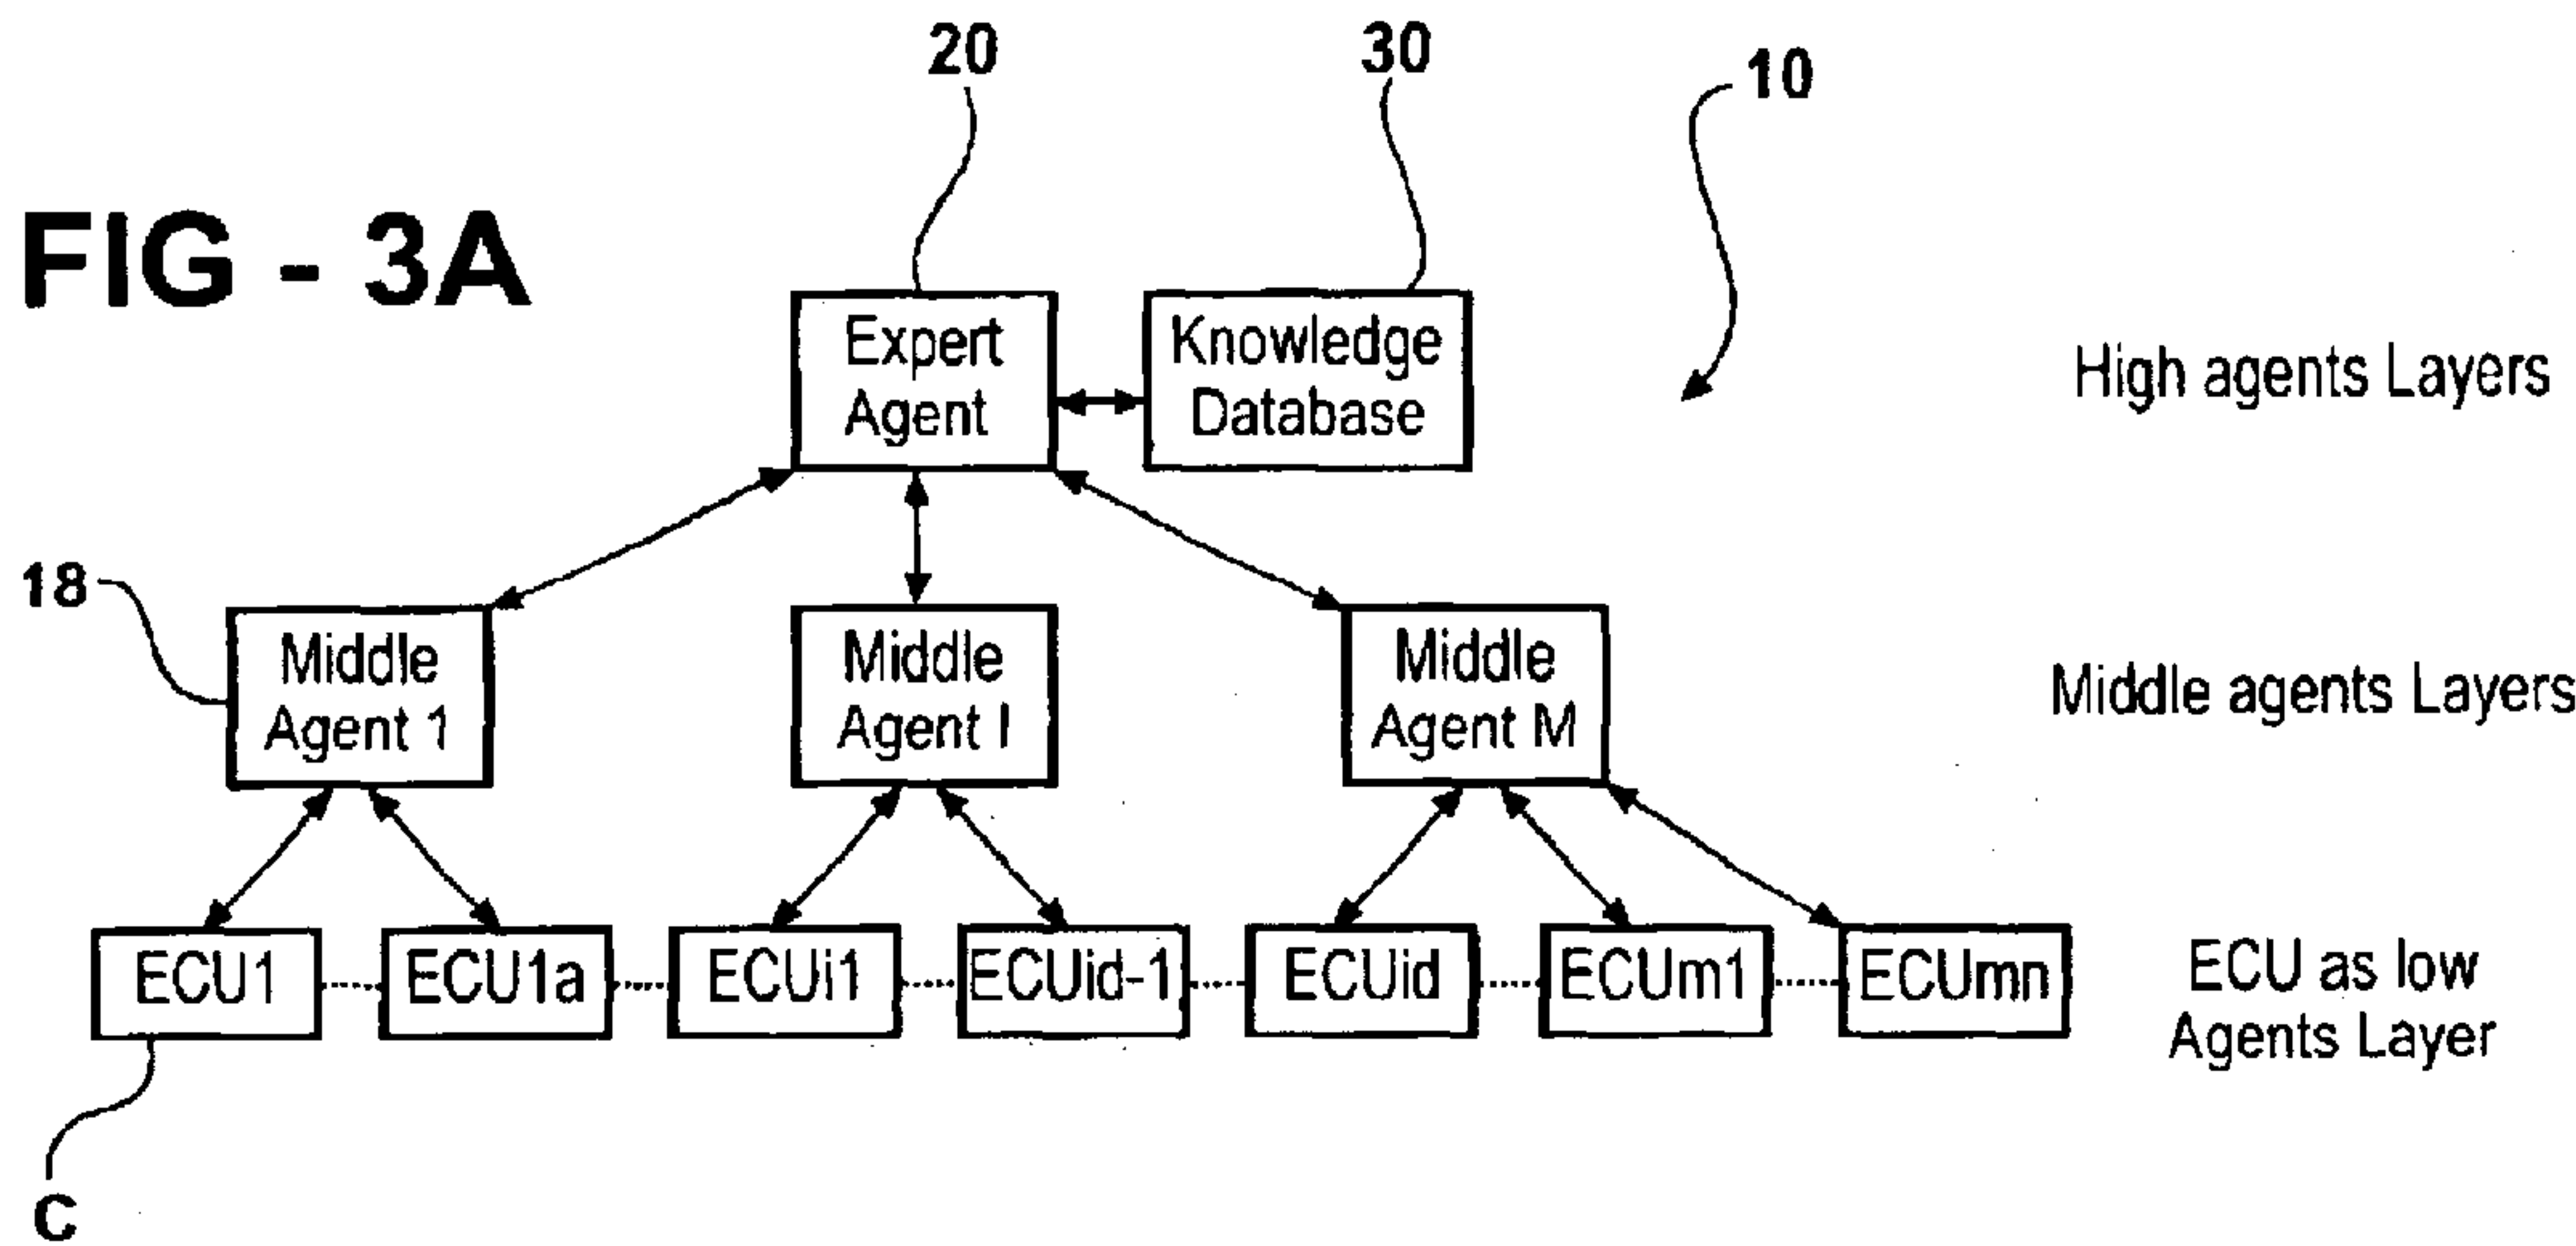 20
30
10
FIG - 3A
Expert
Agent
Knowledge
Database
High agents Layers
18
Middle
Agent 1
Middle
Agent I
Middle
Agent M
Middle agents Layers
ECU1
ECU1a
ECUi1
ECUid-1
ECUid
ECUm1
ECUmn
ECU as low
Agents Layer
C